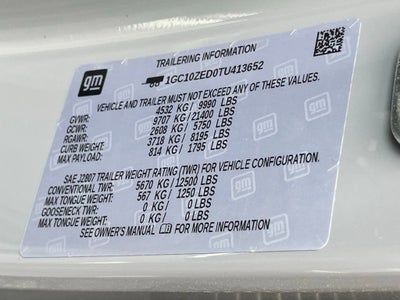 gm
TRAILERING INFORMATION
1GC10ZED0TU413652
VEHICLE AND TRAILER MUST NOT EXCEED ANY OF THESE VALUES.
GVWR: 4532 KG / 9990 LBS
GCWR: 9707 KG / 21400 LBS
RGAWR: 2608 KG / 5750 LBS
CURB WEIGHT: 3718 KG / 8195 LBS
MAX PAYLOAD: 814 KG / 1795 LBS
SAE J2807 TRAILER WEIGHT RATING (TWR) FOR VEHICLE CONFIGURATION.
CONVENTIONAL TWR: 5670 KG / 12500 LBS
MAX TONGUE WEIGHT: 567 KG / 1250 LBS
GOOSENECK TWR: 0 KG / 0 LBS
MAX TONGUE WEIGHT: 0 KG / 0 LBS
SEE OWNER'S MANUAL FOR MORE INFORMATION